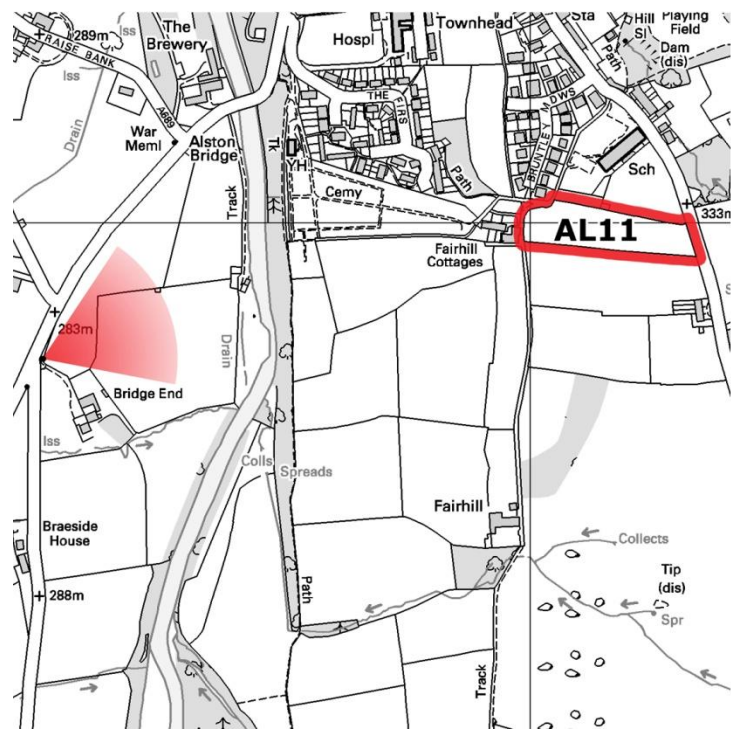 The
Brewery
289m
RAISE BANK
Iss
Drain
A689
War
Meml
Alston
Bridge
Track
Tk
YH
Hospl
Townhead
Sta
Hill
Sl
Playing
Field
Dam
(dis)
Path
THE FIRS
BRUNTLEY MDWS
Sch
Path
Cemy
333m
AL11
Fairhill
Cottages
283m
Bridge End
Drain
Iss
Colls
Spreads
Braeside
House
288m
Fairhill
Collects
Tip
(dis)
Spr
Path
Track